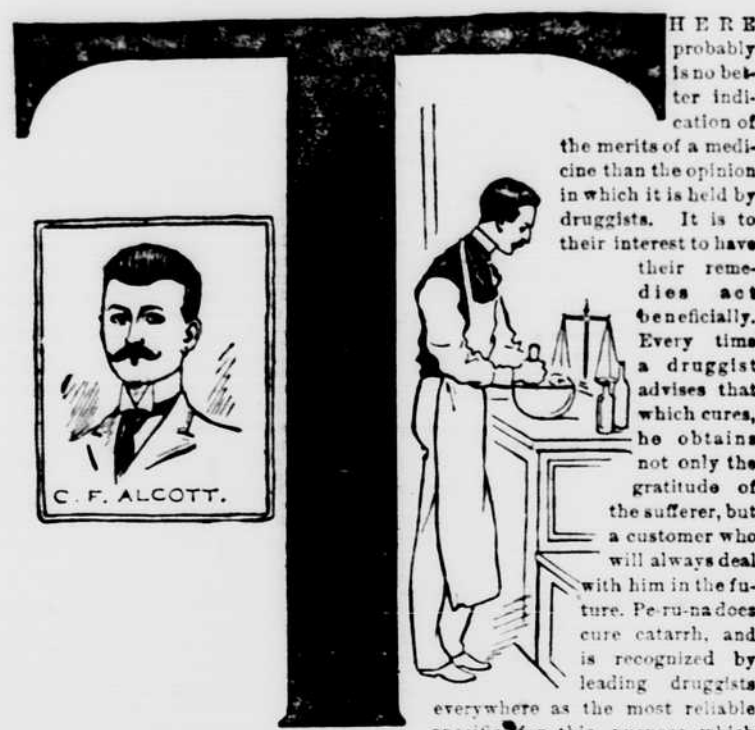 THERE
probably
is no bet-
ter indi-
cation of
the merits of a medi-
cine than the opinion
in which it is held by
druggists. It is to
their interest to have
their reme-
dies act
beneficially.
Every time
a druggist
advises that
which cures,
he obtains
not only the
gratitude of
the sufferer, but
a customer who
will always deal
with him in the fu-
ture. Pe-ru-na does
cure catarrh, and
is recognized by
leading druggists
everywhere as the most reliable
C. F. ALCOTT.